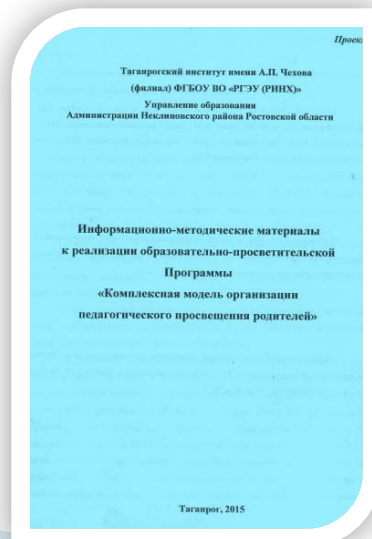 Проек
Таганрогский институт имени А.П. Чехова
(филиал) ФГБОУ ВО «РГЭУ (РИНХ)»
Управление образования
Администрации Неклиновского района Ростовской области
Информационно-методические материалы
к реализации образовательно-просветительской
Программы
«Комплексная модель организации
педагогического просвещения родителей»
Таганрог, 2015